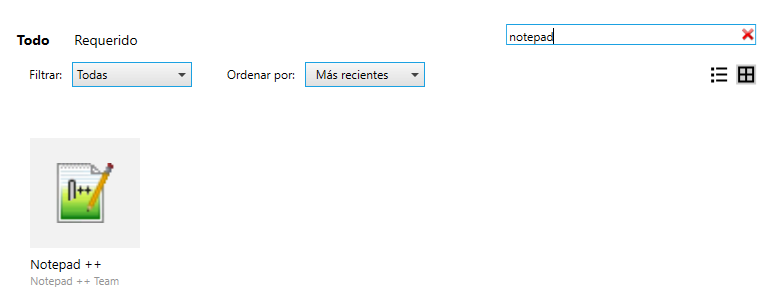 Todo Requerido
notepad
Filtrar: Todas Ordenar por: Más recientes
n++
Notepad ++
Notepad ++ Team